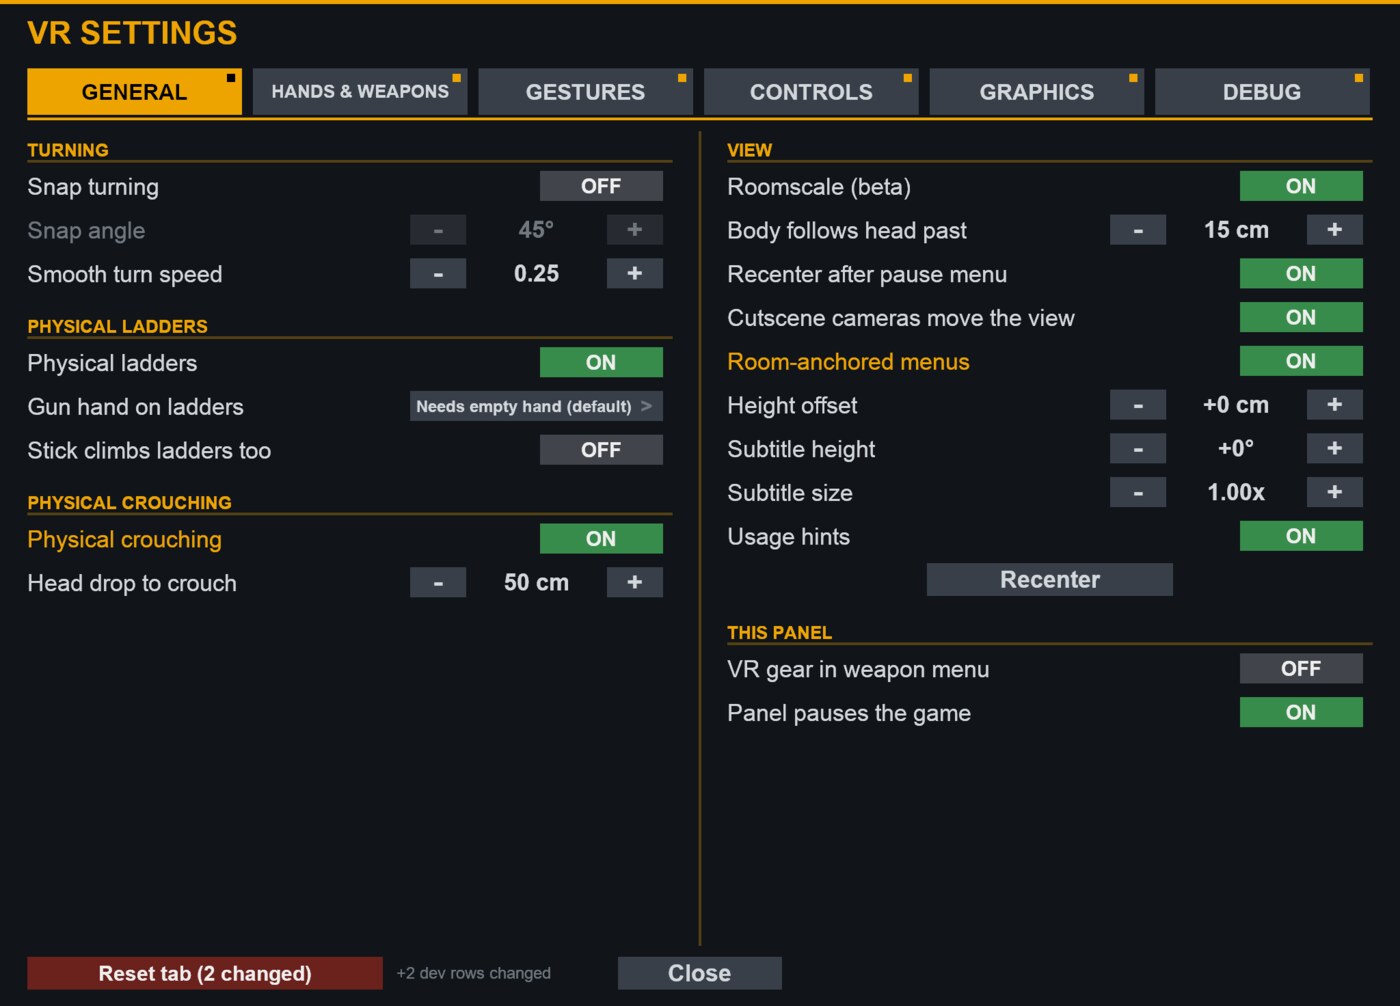 VR SETTINGS
GENERAL
HANDS & WEAPONS
GESTURES
CONTROLS
GRAPHICS
DEBUG
TURNING
Snap turning OFF
Snap angle - 45° +
Smooth turn speed - 0.25 +
PHYSICAL LADDERS
Physical ladders ON
Gun hand on ladders Needs empty hand (default) >
Stick climbs ladders too OFF
PHYSICAL CROUCHING
Physical crouching ON
Head drop to crouch - 50 cm +
VIEW
Roomscale (beta) ON
Body follows head past - 15 cm +
Recenter after pause menu ON
Cutscene cameras move the view ON
Room-anchored menus ON
Height offset - +0 cm +
Subtitle height - +0° +
Subtitle size - 1.00x +
Usage hints ON
Recenter
THIS PANEL
VR gear in weapon menu OFF
Panel pauses the game ON
Reset tab (2 changed) +2 dev rows changed
Close